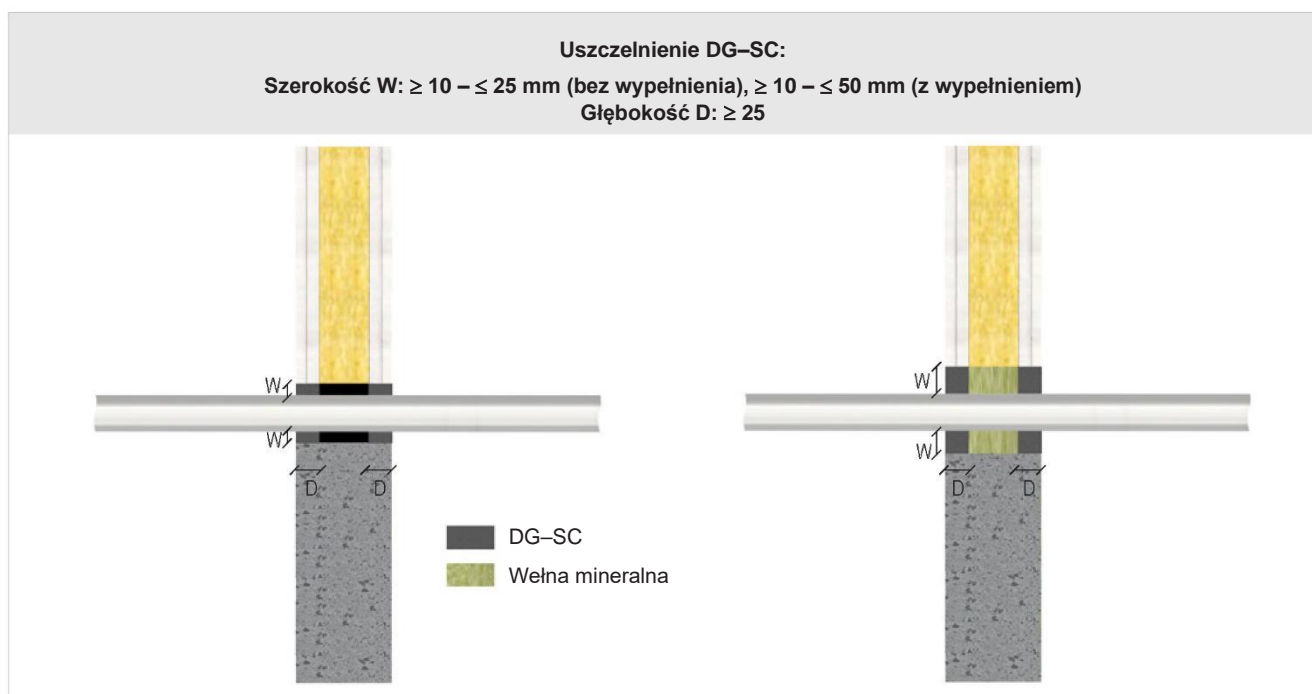 Uszczelnienie DG–SC:
Szerokość W: ≥ 10 – ≤ 25 mm (bez wypełnienia), ≥ 10 – ≤ 50 mm (z wypełnieniem)
Głębokość D: ≥ 25
W
W
D D
W
W
D D
DG–SC
Wełna mineralna